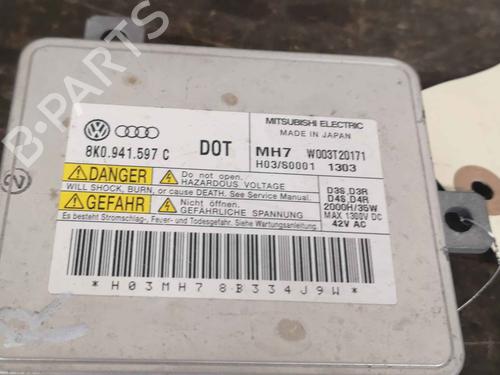 MITSUBISHI ELECTRIC
MADE IN JAPAN
8K0.941.597 C DOT MH7 W003T20171
H03/S0001 1303
DANGER Do not open.
HAZARDOUS VOLTAGE
WILL SHOCK, BURN, or cause DEATH. See Service Manual.
GEFAHR Nicht öffnen.
GEFÄHRLICHE SPANNUNG
Es besteht Stromschlag-, Feuer- und Todesgefahr. Siehe Wartungsanleitung.
D3S,D3R
D4S,D4R
2000H/35W
MAX 1300V DC
42V AC
*H03MH78B334J9W*
B-PARTS